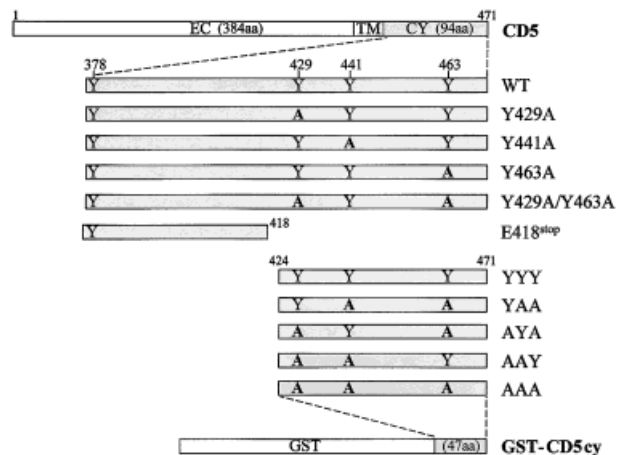 1 471
EC (384aa) TM CY (94aa) CD5
378 429 441 463
Y Y Y Y WT
Y A Y Y Y429A
Y Y A Y Y441A
Y Y Y A Y463A
Y A Y A Y429A/Y463A
Y 418 E418stop
424 471
Y Y Y YYY
Y A A YAA
A Y A AYA
A A Y AAY
A A A AAA
GST (47aa) GST-CD5cy